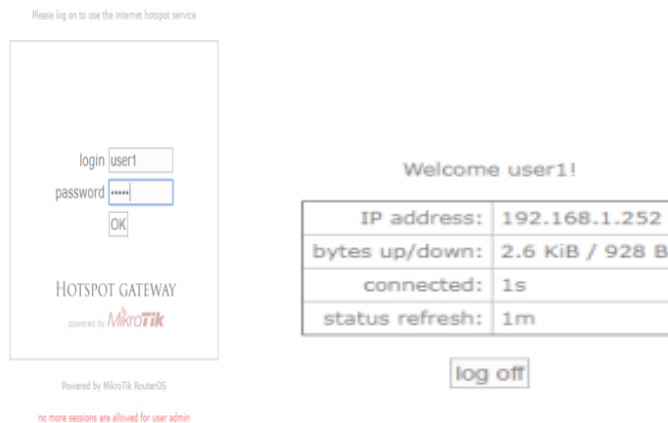 Please log on to use the internet hotspot service
login user1
password •••••
OK
HOTSPOT GATEWAY
powered by MikroTik
Powered by MikroTik RouterOS
no more sessions are allowed for user admin
Welcome user1!
IP address: 192.168.1.252
bytes up/down: 2.6 KiB / 928 B
connected: 1s
status refresh: 1m
log off